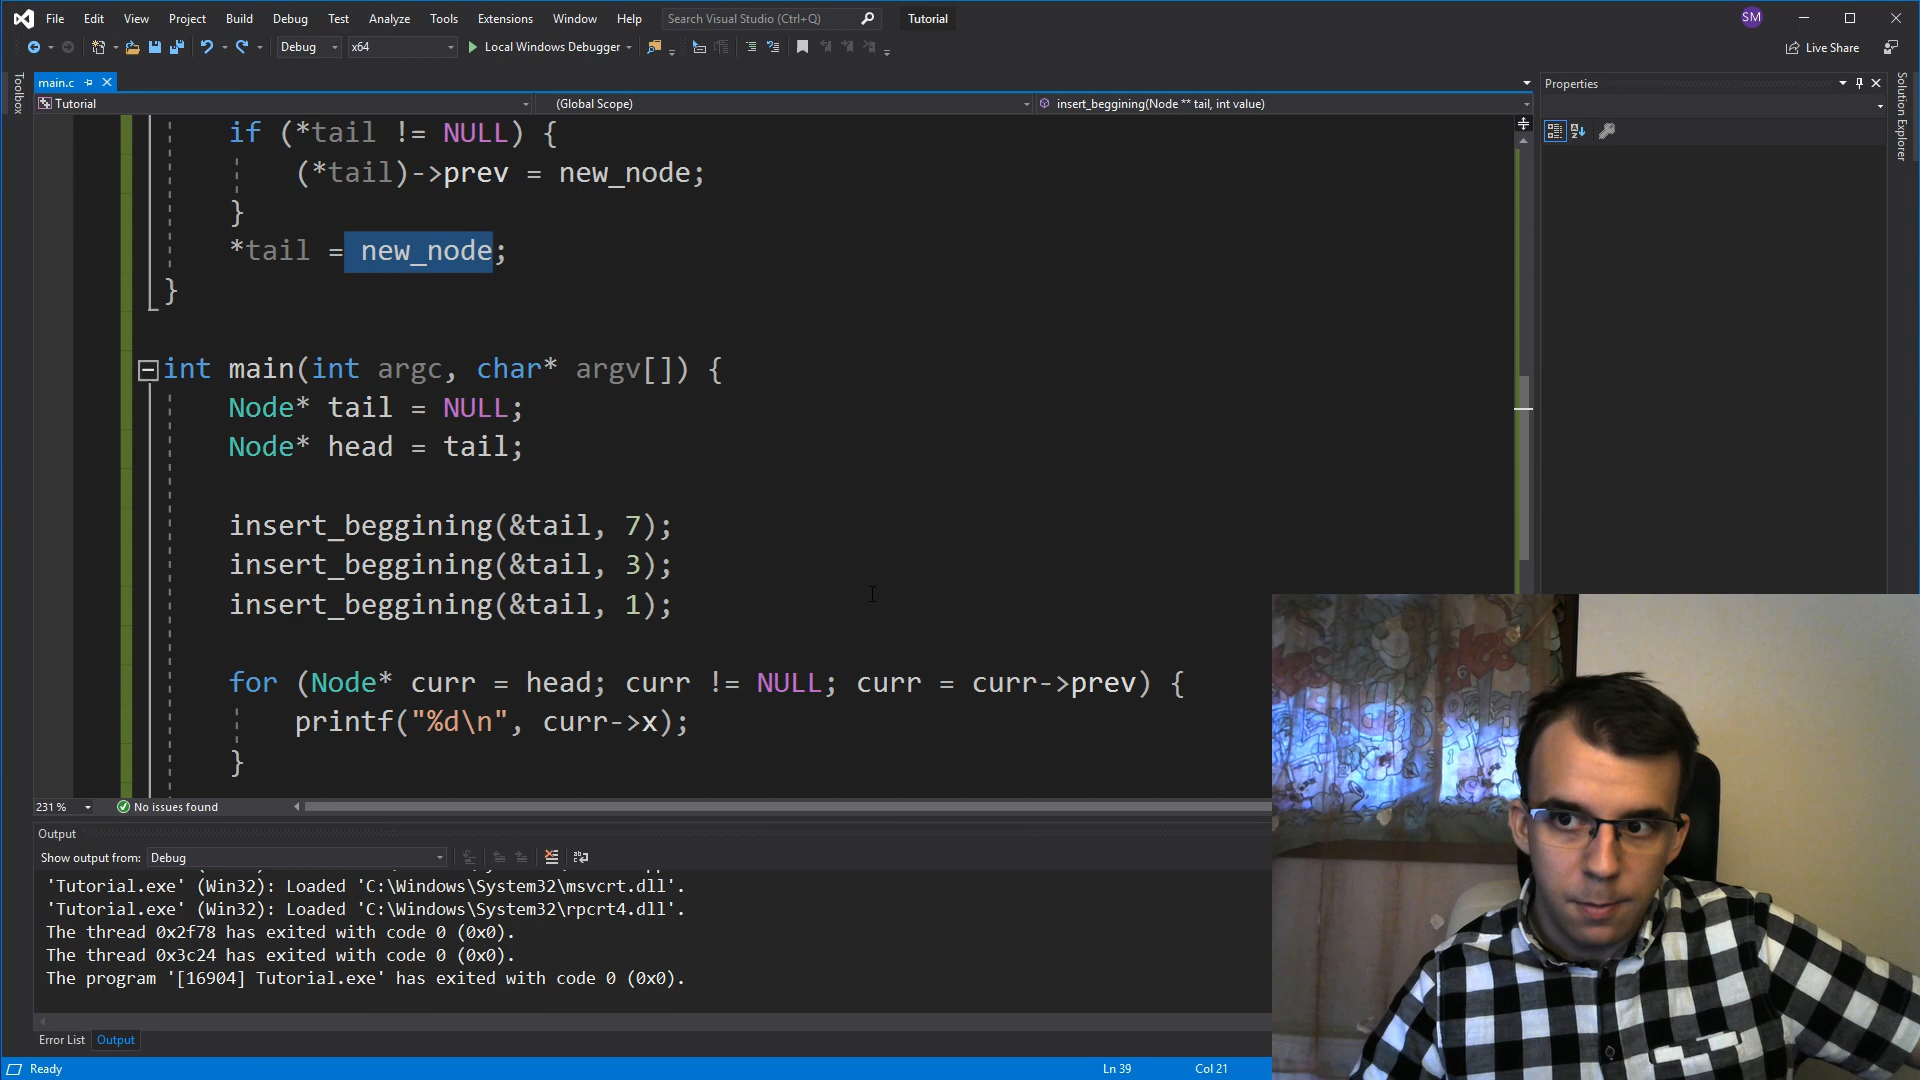 File Edit View Project Build Debug Test Analyze Tools Extensions Window Help Search Visual Studio (Ctrl+Q) Tutorial SM
Debug x64 Local Windows Debugger Live Share
Toolbox
main.c
Properties
Solution Explorer
Tutorial (Global Scope) insert_beggining(Node ** tail, int value)
if (*tail != NULL) {
(*tail)->prev = new_node;
}
*tail = new_node;
}
int main(int argc, char* argv[]) {
Node* tail = NULL;
Node* head = tail;
insert_beggining(&tail, 7);
insert_beggining(&tail, 3);
insert_beggining(&tail, 1);
for (Node* curr = head; curr != NULL; curr = curr->prev) {
printf("%d\n", curr->x);
}
231 % No issues found
Output
Show output from: Debug
'Tutorial.exe' (Win32): Loaded 'C:\Windows\System32\msvcrt.dll'.
'Tutorial.exe' (Win32): Loaded 'C:\Windows\System32\rpcrt4.dll'.
The thread 0x2f78 has exited with code 0 (0x0).
The thread 0x3c24 has exited with code 0 (0x0).
The program '[16904] Tutorial.exe' has exited with code 0 (0x0).
Error List Output
Ready Ln 39 Col 21